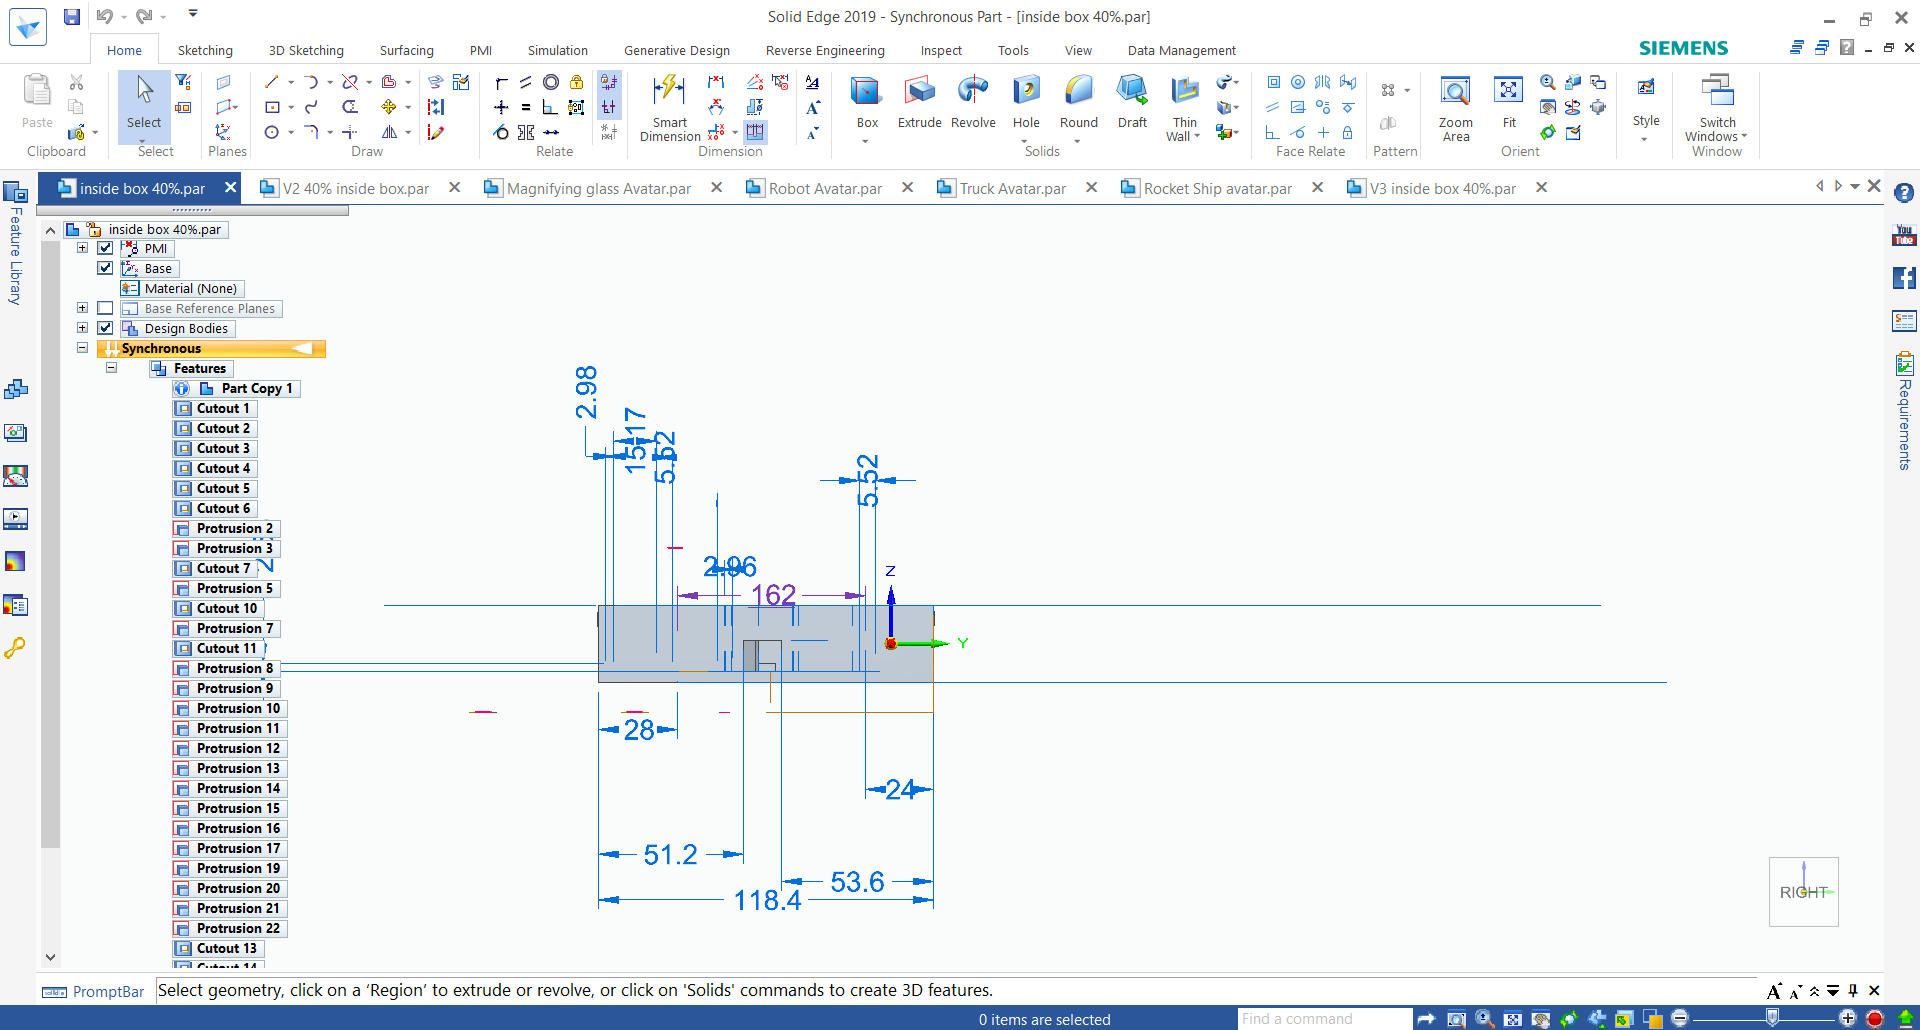 Solid Edge 2019 - Synchronous Part - [inside box 40%.par]
Home Sketching 3D Sketching Surfacing PMI Simulation Generative Design Reverse Engineering Inspect Tools View Data Management
SIEMENS
Paste
Clipboard
Select
Select
Planes
Draw
Relate
Smart
Dimension
Dimension
Box
Extrude
Revolve
Hole
Round
Draft
Thin
Wall
Solids
Face Relate
Pattern
Zoom
Area
Fit
Orient
Style
Switch
Windows
Window
inside box 40%.par
V2 40% inside box.par
Magnifying glass Avatar.par
Robot Avatar.par
Truck Avatar.par
Rocket Ship avatar.par
V3 inside box 40%.par
Feature Library
You
Tube
Requirements
inside box 40%.par
PMI
Base
Material (None)
Base Reference Planes
Design Bodies
Synchronous
Features
Part Copy 1
Cutout 1
Cutout 2
Cutout 3
Cutout 4
Cutout 5
Cutout 6
Protrusion 2
Protrusion 3
Cutout 7
Protrusion 5
Cutout 10
Protrusion 7
Cutout 11
Protrusion 8
Protrusion 9
Protrusion 10
Protrusion 11
Protrusion 12
Protrusion 13
Protrusion 14
Protrusion 15
Protrusion 16
Protrusion 17
Protrusion 19
Protrusion 20
Protrusion 21
Protrusion 22
Cutout 13
Cutout 14
2.98
15.17
5.52
5.52
2.96
162
Z
Y
28
24
51.2
53.6
118.4
RIGHT
PromptBar
Select geometry, click on a ‘Region’ to extrude or revolve, or click on 'Solids' commands to create 3D features.
0 items are selected
Find a command